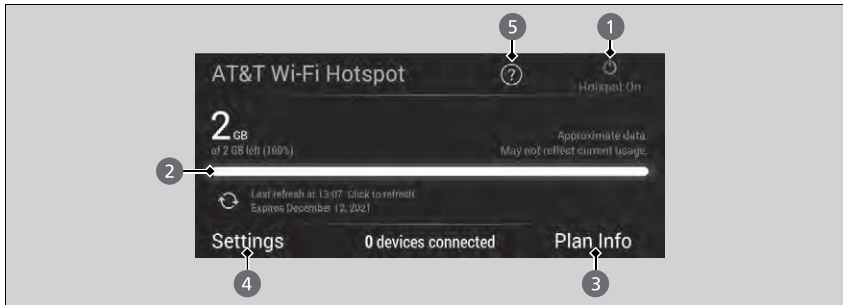 5
1
AT&T Wi-Fi Hotspot
?
Hotspot On
2 GB
of 2 GB left (100%)
Approximate data.
May not reflect current usage.
2
Last refresh at 13:07. Click to refresh.
Expires December 12, 2021
Settings
0 devices connected
Plan Info
4
3